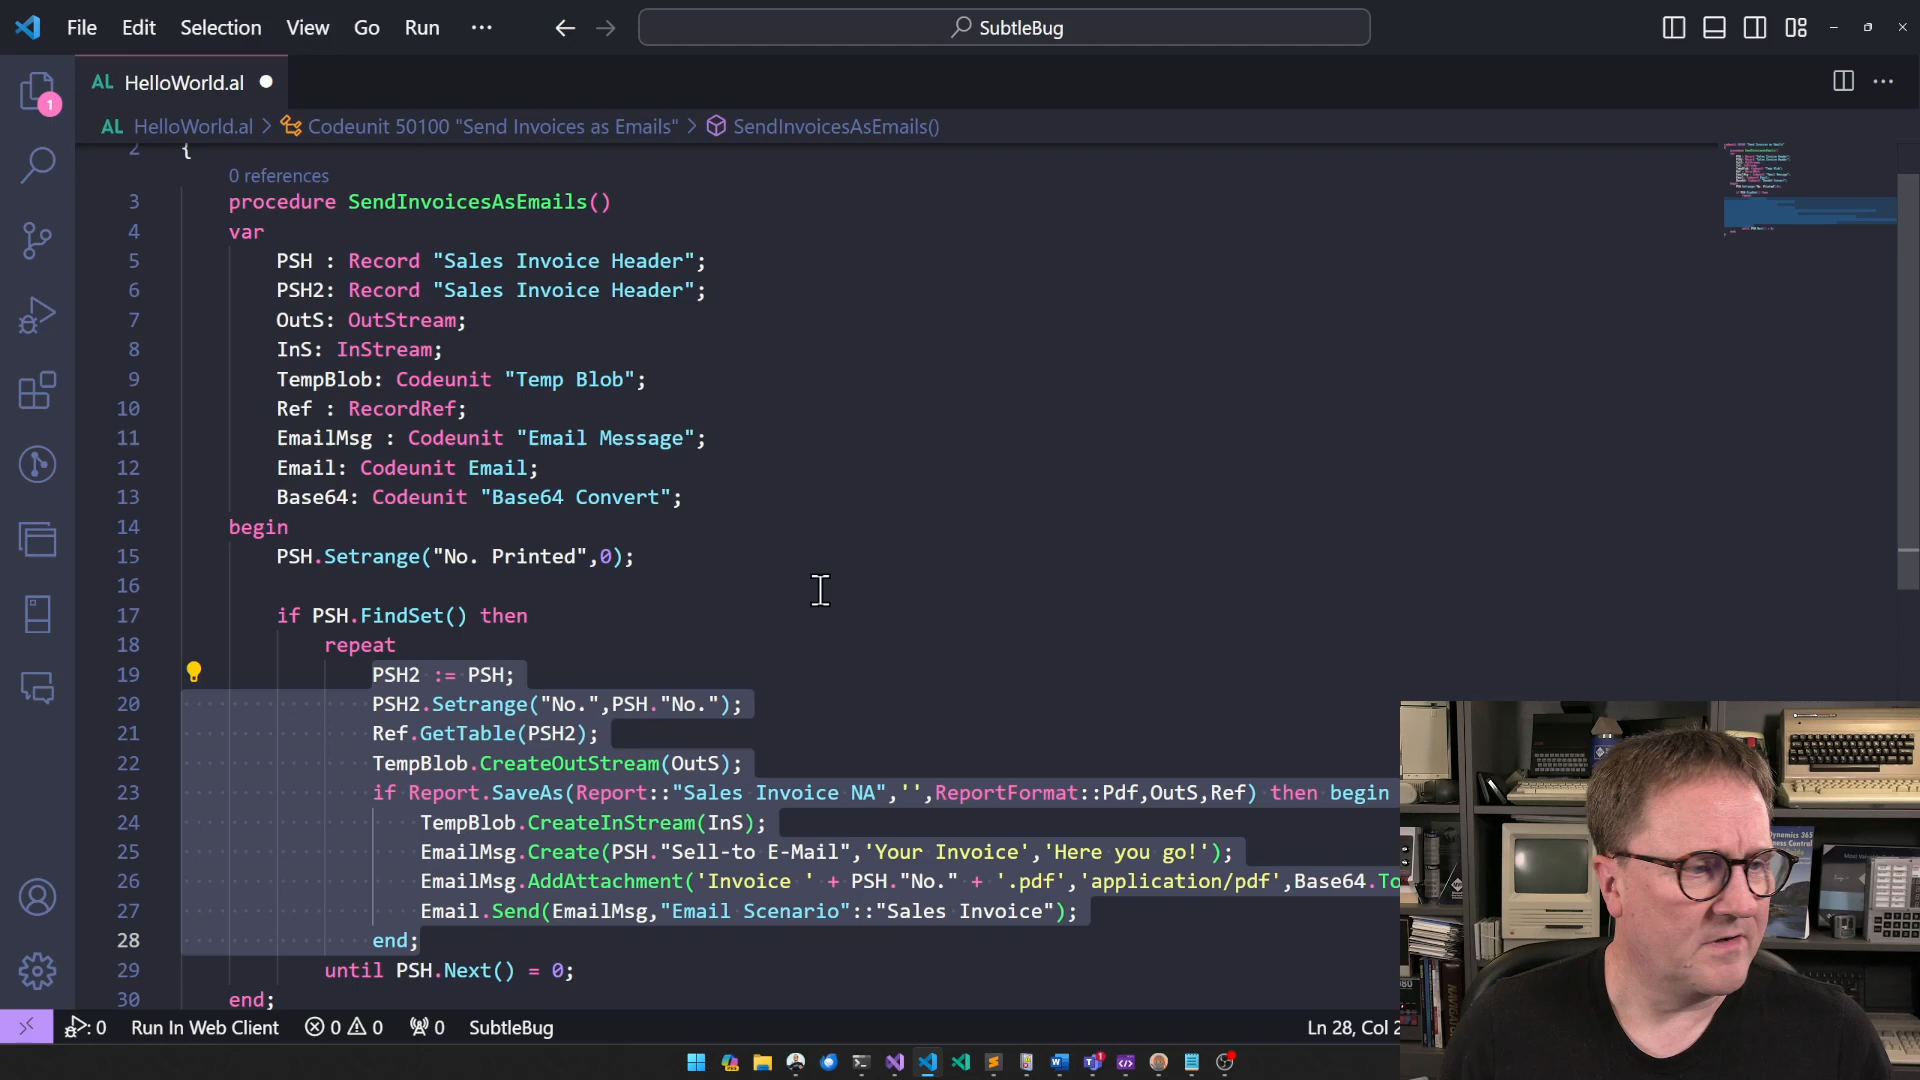 File Edit Selection View Go Run ··· SubtleBug
AL HelloWorld.al
AL HelloWorld.al > Codeunit 50100 "Send Invoices as Emails" > SendInvoicesAsEmails()
1
2 {
0 references
3 procedure SendInvoicesAsEmails()
4 var
5 PSH : Record "Sales Invoice Header";
6 PSH2: Record "Sales Invoice Header";
7 OutS: OutStream;
8 InS: InStream;
9 TempBlob: Codeunit "Temp Blob";
10 Ref : RecordRef;
11 EmailMsg : Codeunit "Email Message";
12 Email: Codeunit Email;
13 Base64: Codeunit "Base64 Convert";
14 begin
15 PSH.Setrange("No. Printed",0);
16
17 if PSH.FindSet() then
18 repeat
19 PSH2 := PSH;
20 PSH2.Setrange("No.",PSH."No.");
21 Ref.GetTable(PSH2);
22 TempBlob.CreateOutStream(OutS);
23 if Report.SaveAs(Report::"Sales Invoice NA",'',ReportFormat::Pdf,OutS,Ref) then begin
24 TempBlob.CreateInStream(InS);
25 EmailMsg.Create(PSH."Sell-to E-Mail",'Your Invoice','Here you go!');
26 EmailMsg.AddAttachment('Invoice ' + PSH."No." + '.pdf','application/pdf',Base64.To
27 Email.Send(EmailMsg,"Email Scenario"::"Sales Invoice");
28 end;
29 until PSH.Next() = 0;
30 end;
Dynamics 365
Business Central
0 Run In Web Client 0 0 0 SubtleBug Ln 28, Col 2